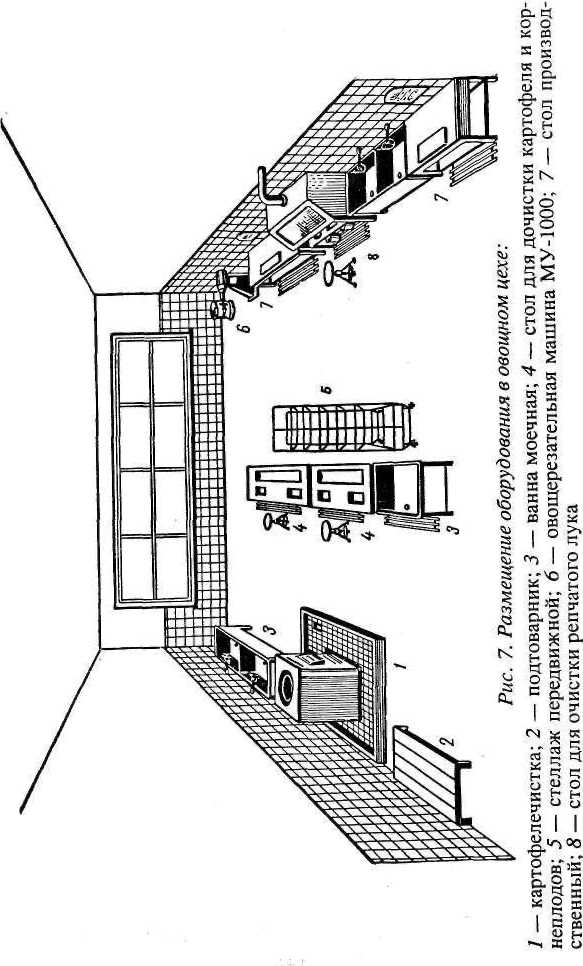 6
7
8
7
5
4
4
3
3
1
2
Рис. 7. Размещение оборудования в овощном цехе:
1 — картофелечистка; 2 — подтоварник; 3 — ванна моечная; 4 — стол для дочистки картофеля и кор-
неплодов; 5 — стеллаж передвижной; 6 — овощерезательная машина МУ-1000; 7 — стол производ-
ственный; 8 — стол для очистки репчатого лука